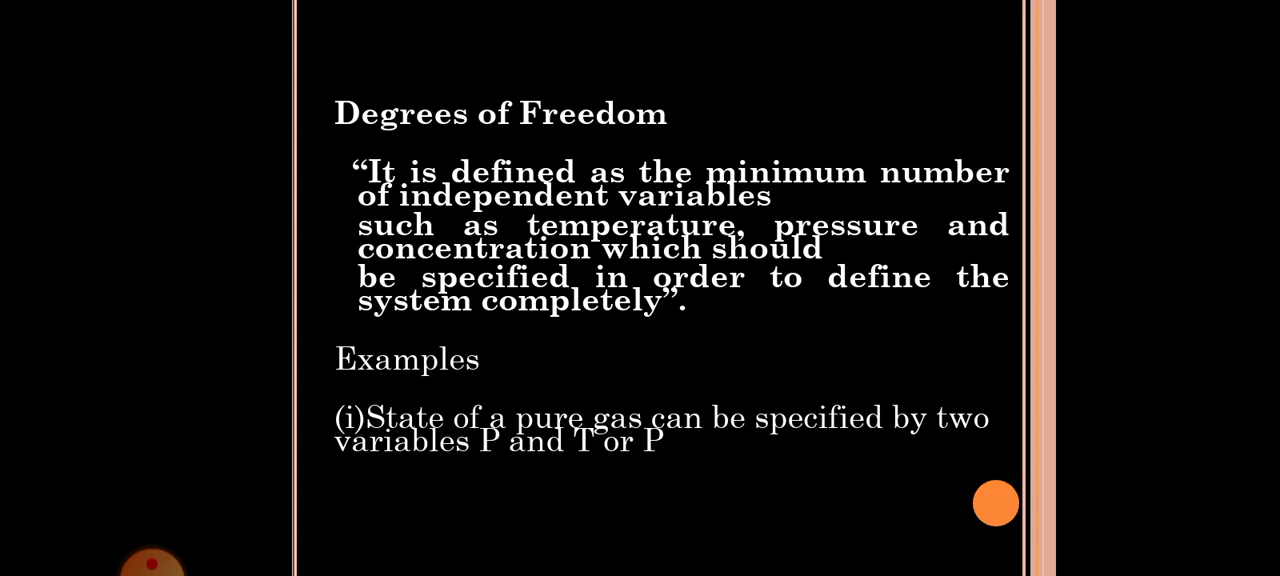 Degrees of Freedom
“It is defined as the minimum number
of independent variables
such as temperature, pressure and
concentration which should
be specified in order to define the
system completely”.
Examples
(i)State of a pure gas can be specified by two
variables P and T or P